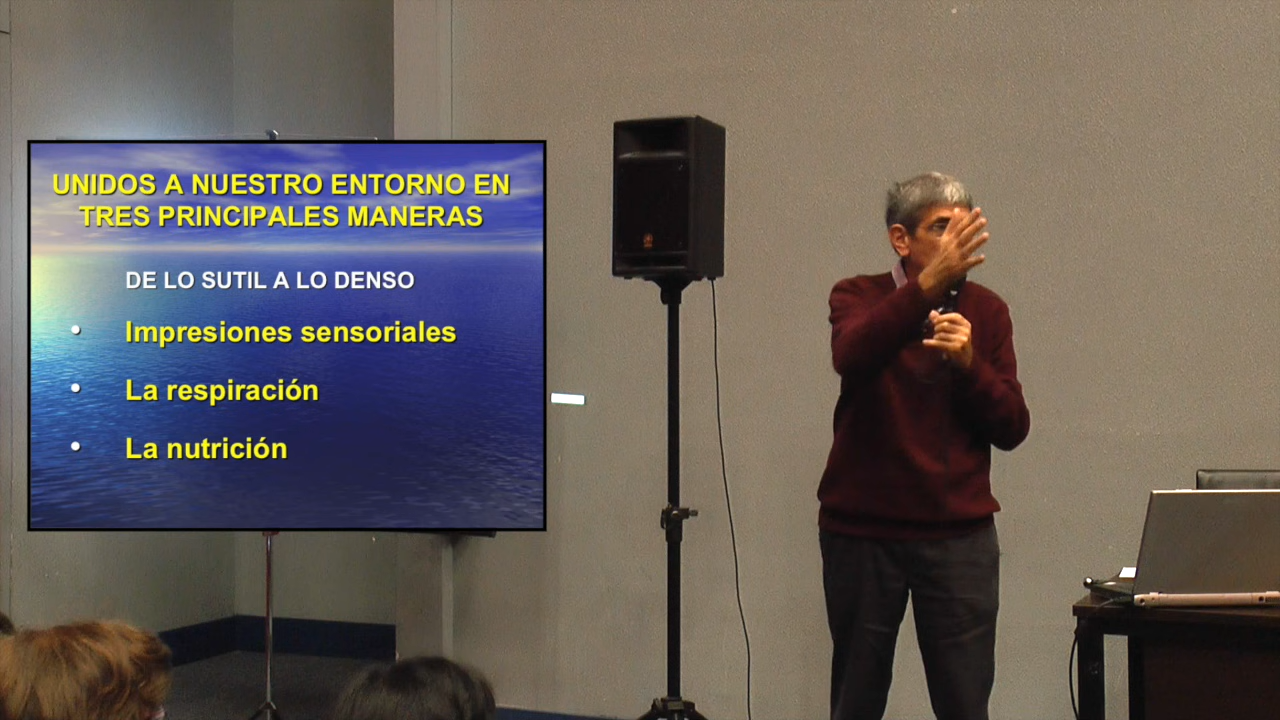 UNIDOS A NUESTRO ENTORNO EN
TRES PRINCIPALES MANERAS
DE LO SUTIL A LO DENSO
• Impresiones sensoriales
• La respiración
• La nutrición